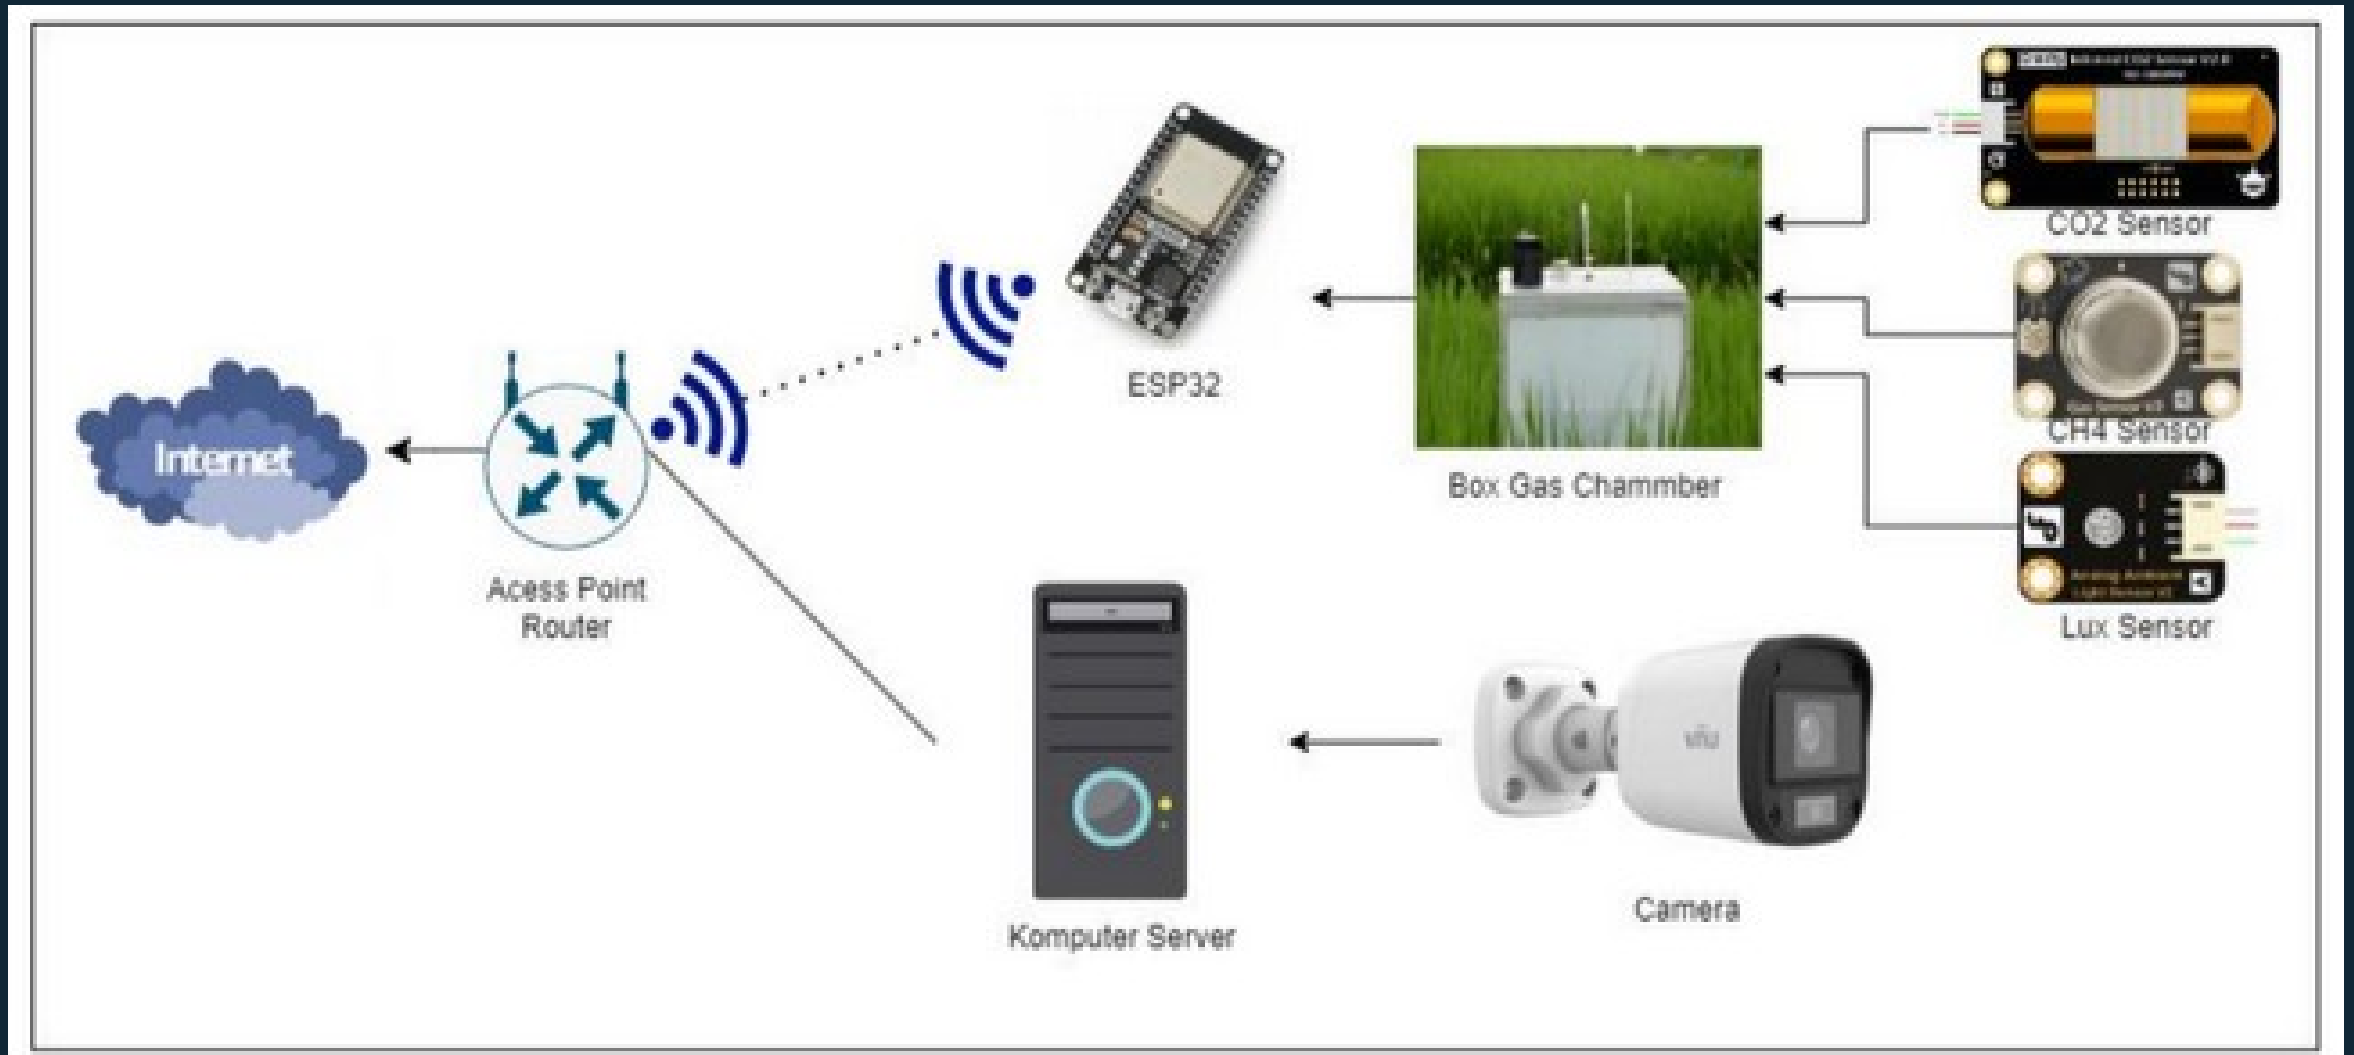 CO2 Sensor
ESP32
CH4 Sensor
Internet
Box Gas Chammber
Acess Point
Router
Lux Sensor
Camera
Komputer Server